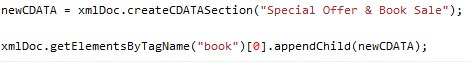 newCDATA = xmlDoc.createCDATASection("Special Offer & Book Sale");
xmlDoc.getElementsByTagName("book")[0].appendChild(newCDATA);